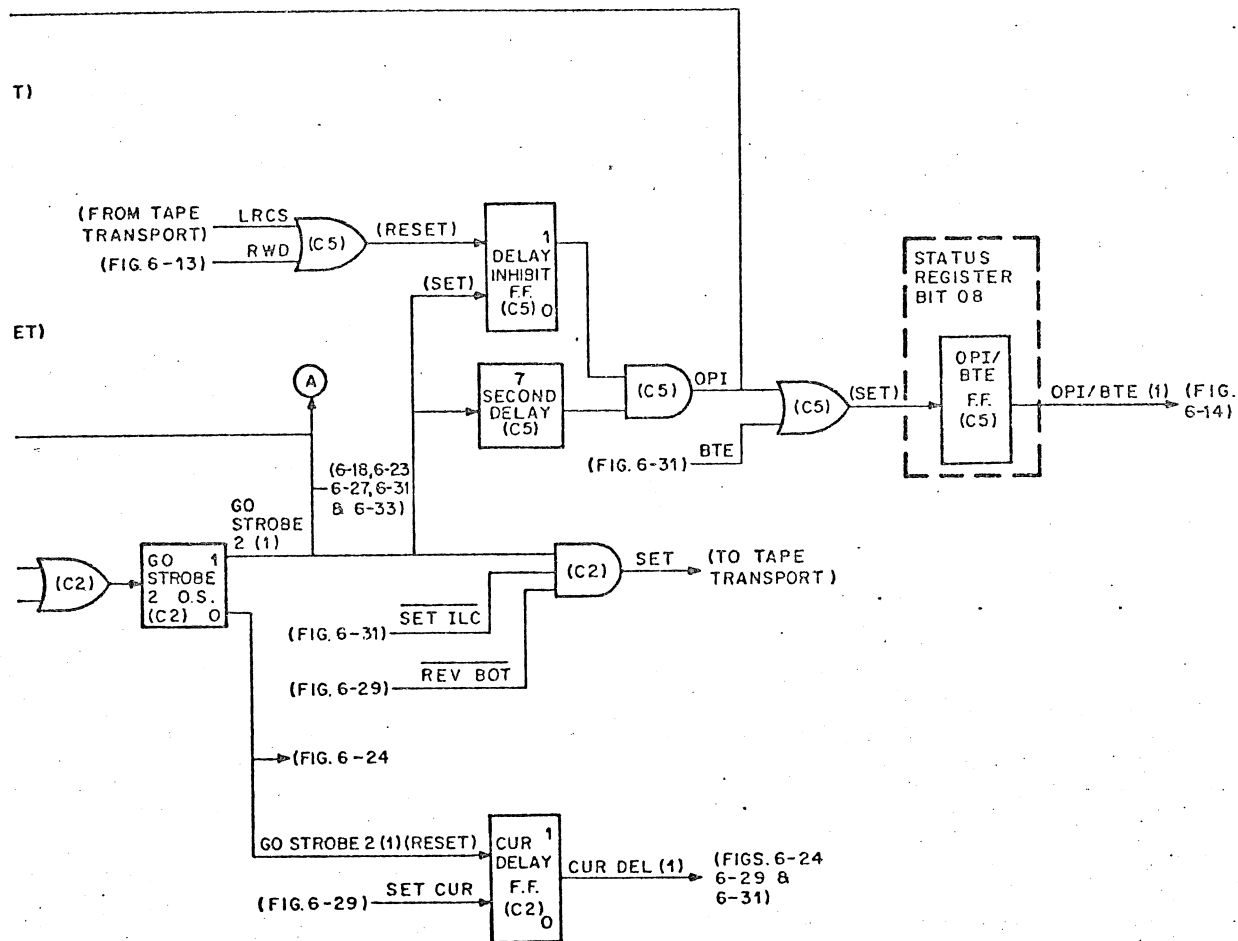 T)
(FROM TAPE
TRANSPORT)
LRCS
(FIG. 6-13)
RWD
(C5)
(RESET)
(SET)
1
DELAY
INHIBIT
F.F.
(C5) 0
STATUS
REGISTER
BIT 08
ET)
A
7
SECOND
DELAY
(C5)
(C5)
OPI
(C5)
(SET)
OPI/
BTE
F.F.
(C5)
OPI/BTE (1)
(FIG.
6-14)
(FIG. 6-31)
BTE
(6-18,6-23
6-27,6-31
& 6-33)
GO
STROBE
2 (1)
(C2)
GO 1
STROBE
2 O.S.
(C2) 0
(C2)
SET
(TO TAPE
TRANSPORT)
(FIG. 6-31)
SET ILC
(FIG. 6-29)
REV BOT
(FIG. 6-24
GO STROBE 2 (1)(RESET)
1
CUR
DELAY
F.F.
(C2) 0
CUR DEL (1)
(FIGS. 6-24
6-29 &
6-31)
(FIG. 6-29)
SET CUR